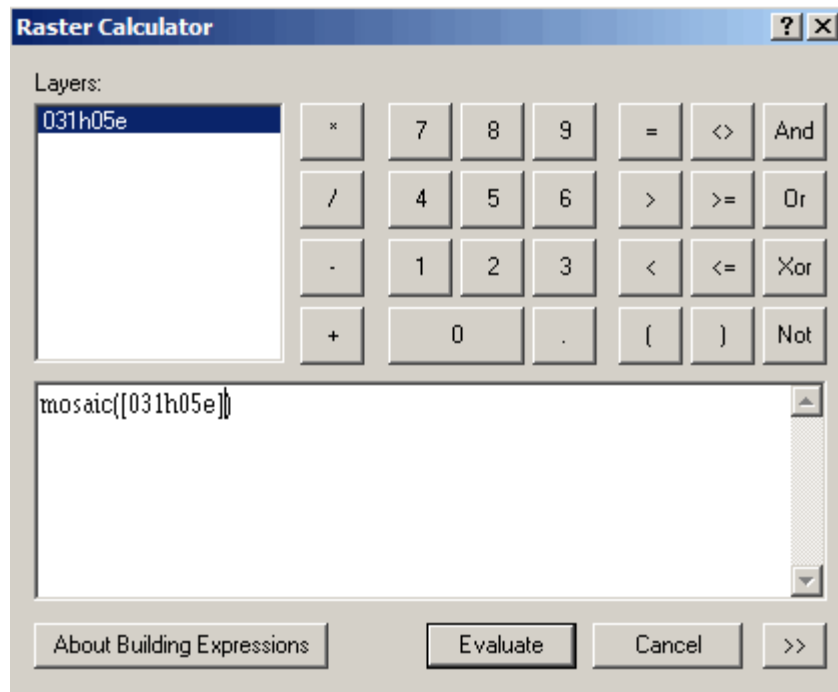 Raster Calculator ? ×
Layers:
031h05e
* 7 8 9 = <> And
/ 4 5 6 > >= Or
- 1 2 3 < <= Xor
+ 0 . ( ) Not
mosaic([031h05e])
About Building Expressions Evaluate Cancel >>